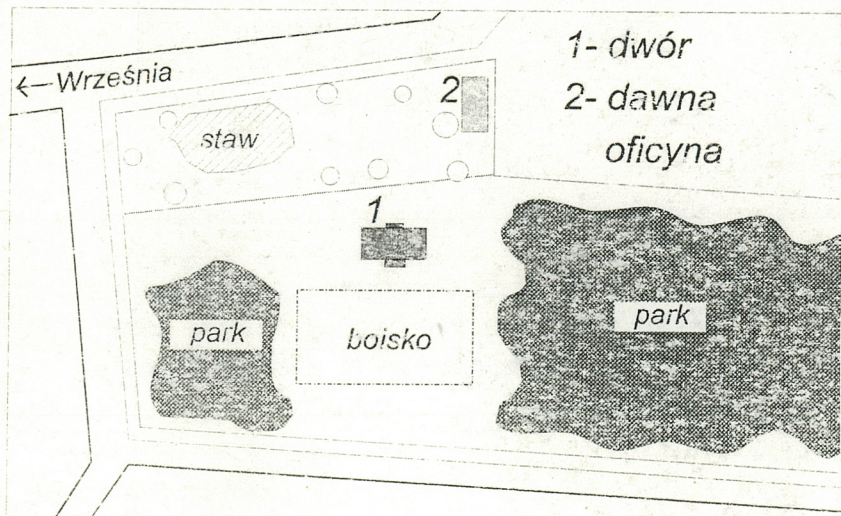 1- dwór
← Września
2
2- dawna
staw
oficyna
1
park
boisko
park